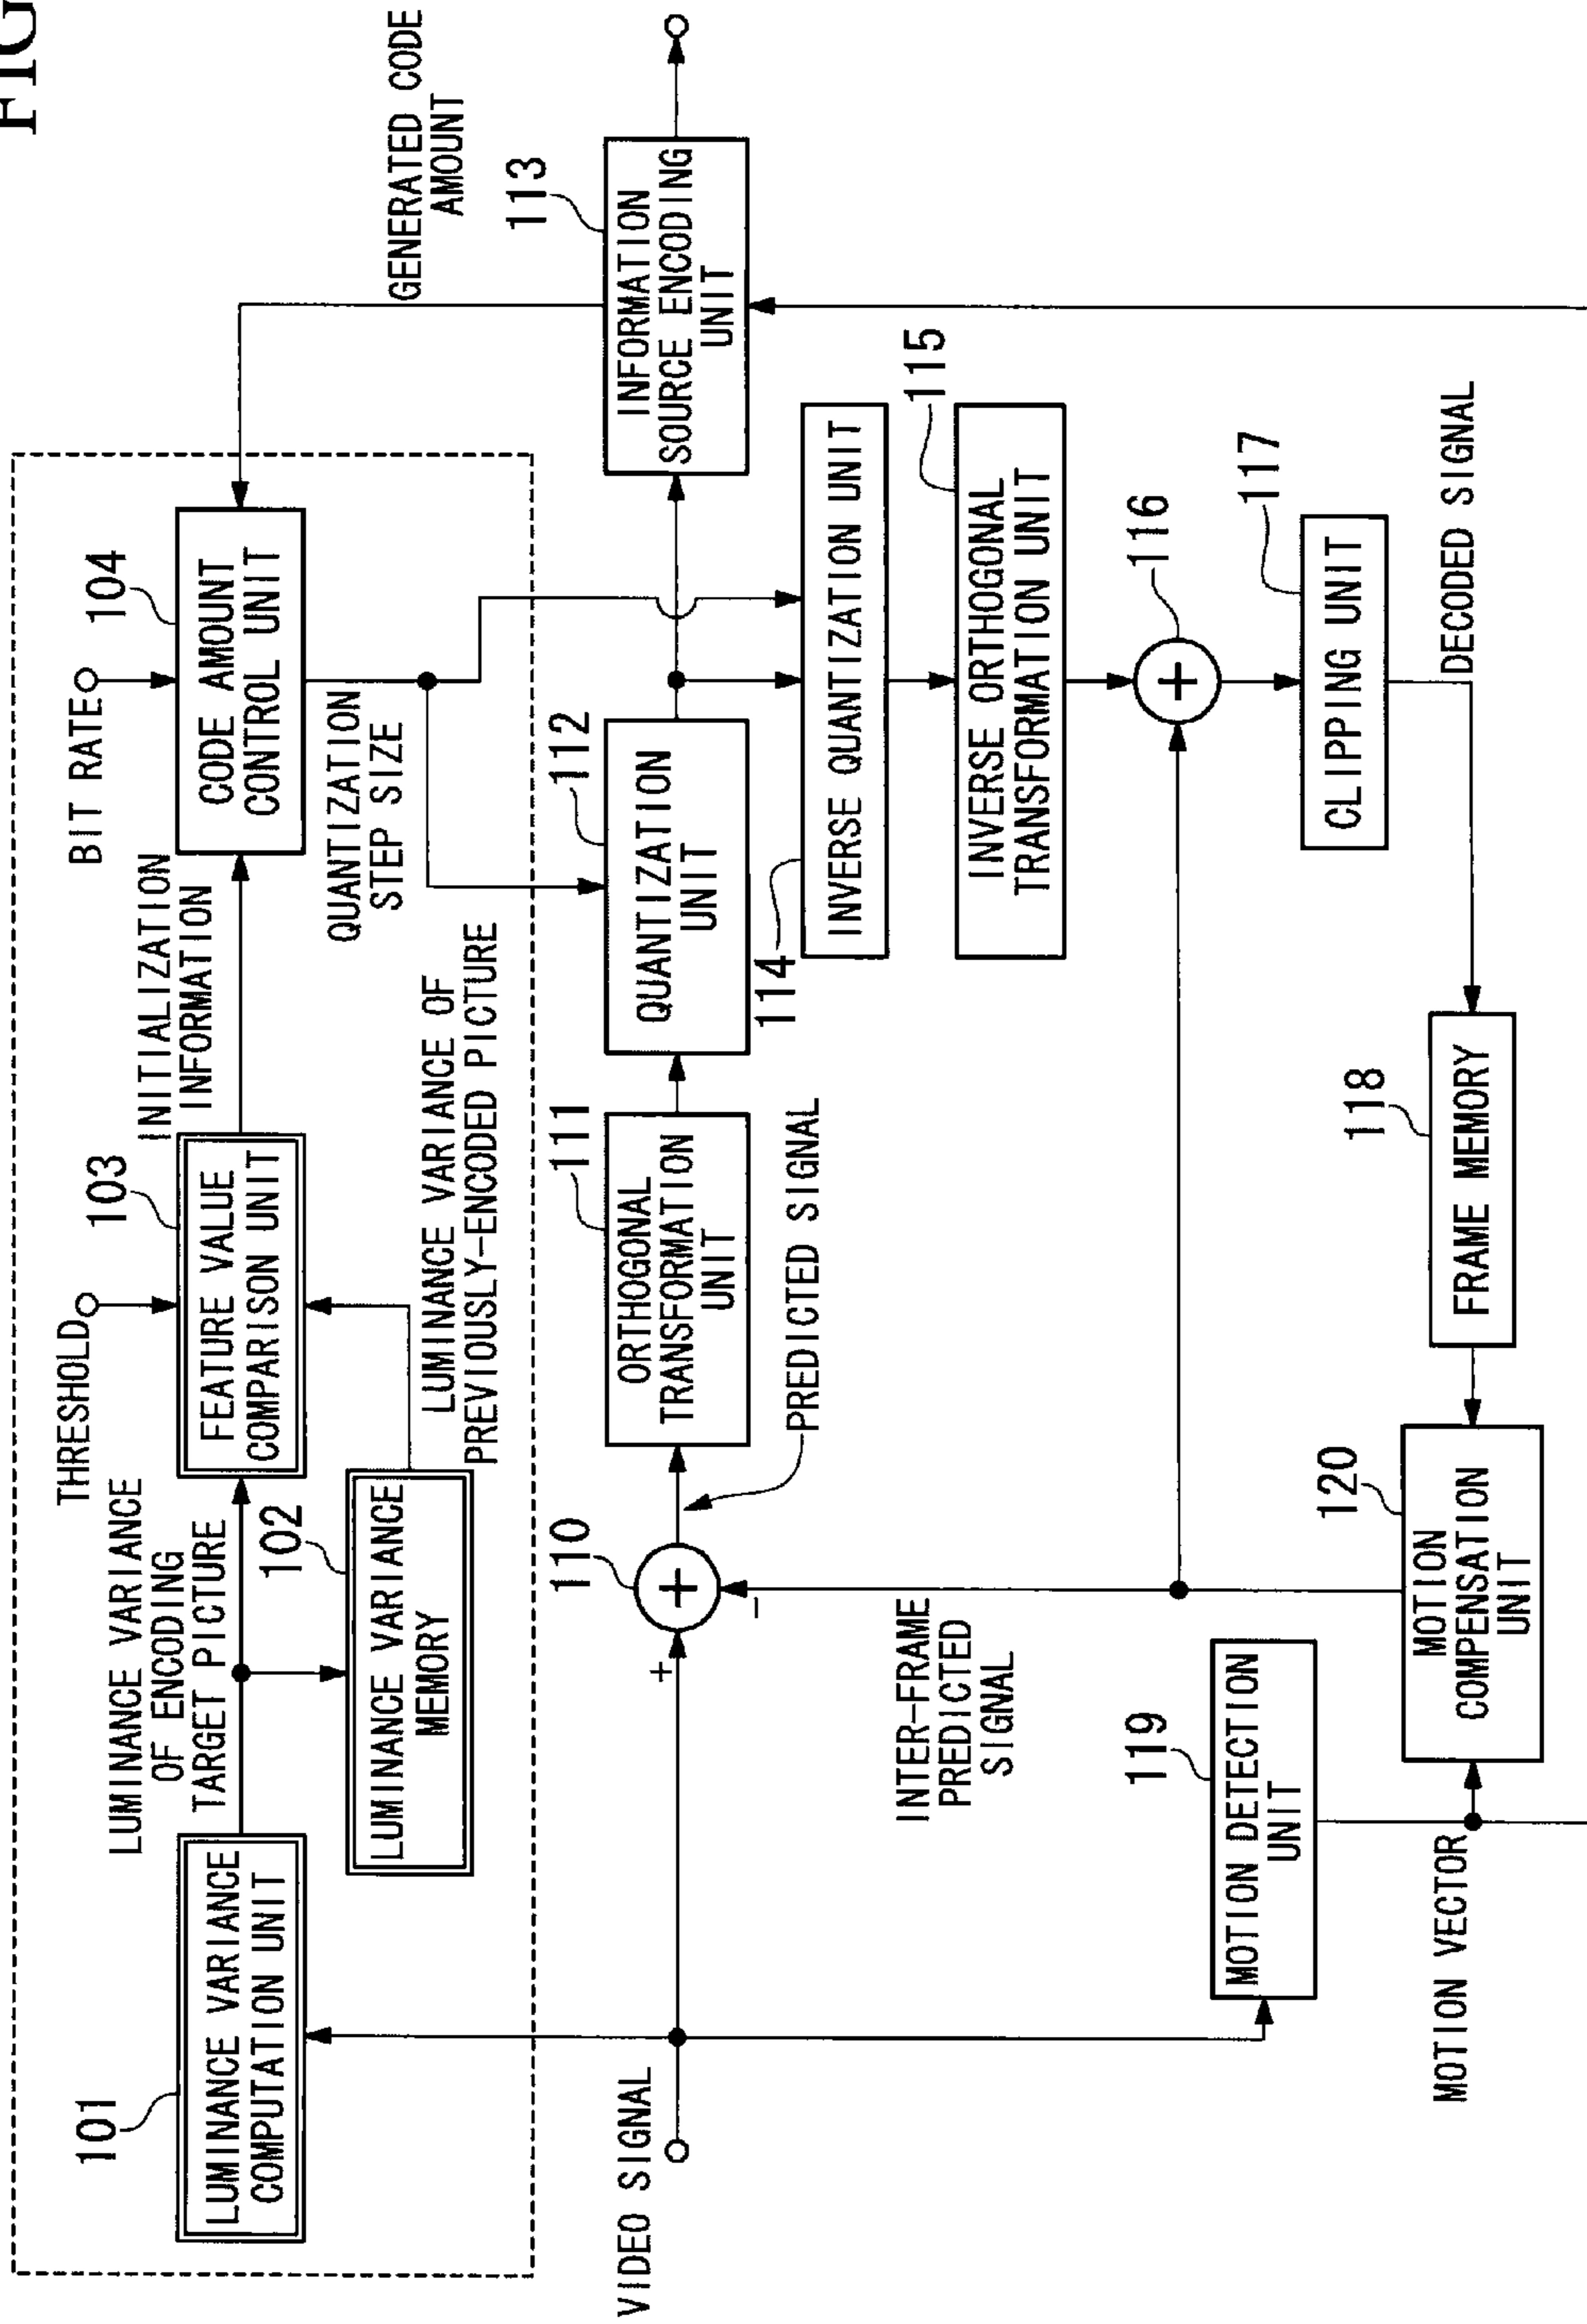 FIG
101
LUMINANCE VARIANCE
COMPUTATION UNIT
LUMINANCE VARIANCE
OF ENCODING
TARGET PICTURE
102
LUMINANCE VARIANCE
MEMORY
THRESHOLD
103
FEATURE VALUE
COMPARISON UNIT
LUMINANCE VARIANCE OF
PREVIOUSLY-ENCODED PICTURE
INITIALIZATION
INFORMATION
BIT RATE
104
CODE AMOUNT
CONTROL UNIT
QUANTIZATION
STEP SIZE
GENERATED CODE
AMOUNT
VIDEO SIGNAL
+
110
+
-
PREDICTED SIGNAL
111
ORTHOGONAL
TRANSFORMATION
UNIT
112
QUANTIZATION
UNIT
113
INFORMATION
SOURCE ENCODING
UNIT
114
INVERSE QUANTIZATION UNIT
115
INVERSE ORTHOGONAL
TRANSFORMATION UNIT
INTER-FRAME
PREDICTED
SIGNAL
116
+
117
CLIPPING UNIT
DECODED SIGNAL
118
FRAME MEMORY
119
MOTION DETECTION
UNIT
120
MOTION
COMPENSATION
UNIT
MOTION VECTOR